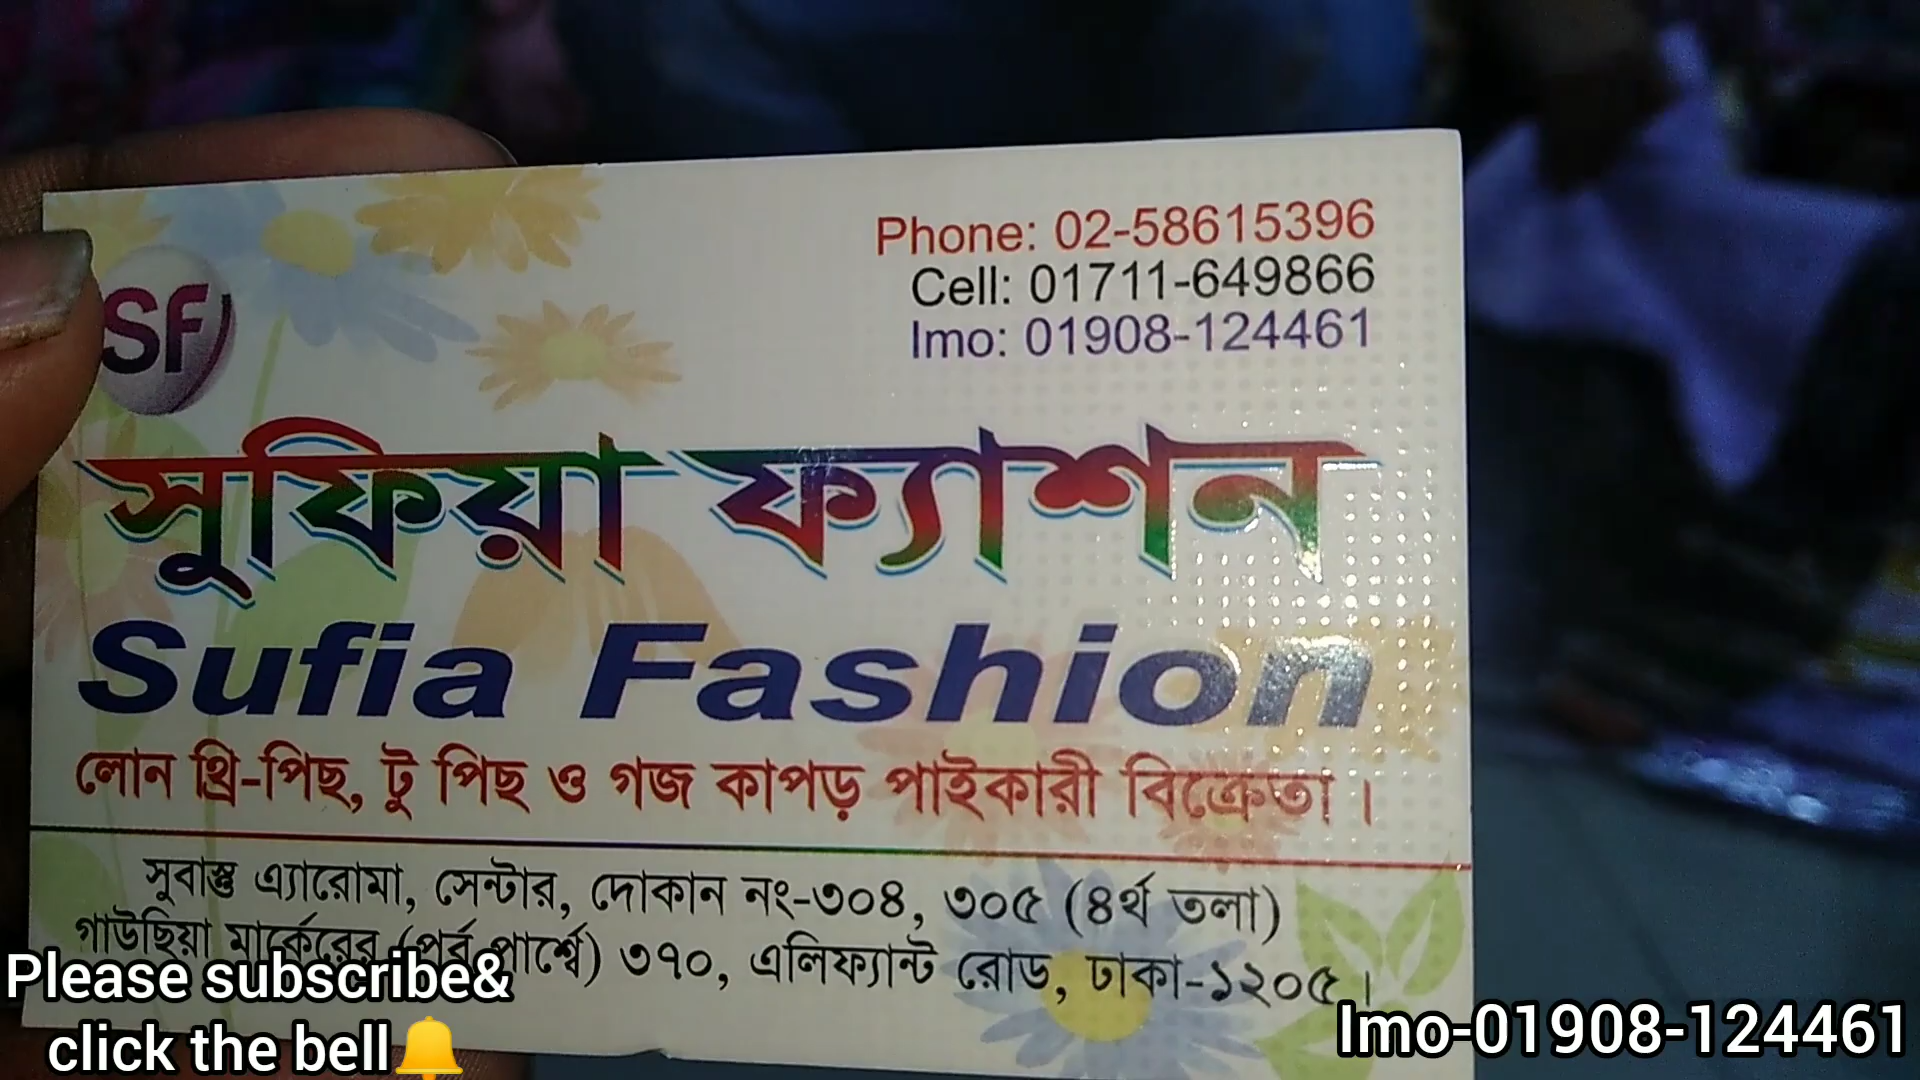 Phone: 02-58615396
Cell: 01711-649866
Imo: 01908-124461
SF
সুফিয়া ফ্যাশন
Sufia Fashion
লোন থ্রি-পিছ, টু পিছ ও গজ কাপড় পাইকারী বিক্রেতা।
সুবাস্তু এ্যারোমা, সেন্টার, দোকান নং-৩০৪, ৩০৫ (৪র্থ তলা)
গাউছিয়া মার্কেরের (পূর্ব পার্শ্বে) ৩৭০, এলিফ্যান্ট রোড, ঢাকা-১২০৫।
Please subscribe&
click the bell🔔
Imo-01908-124461